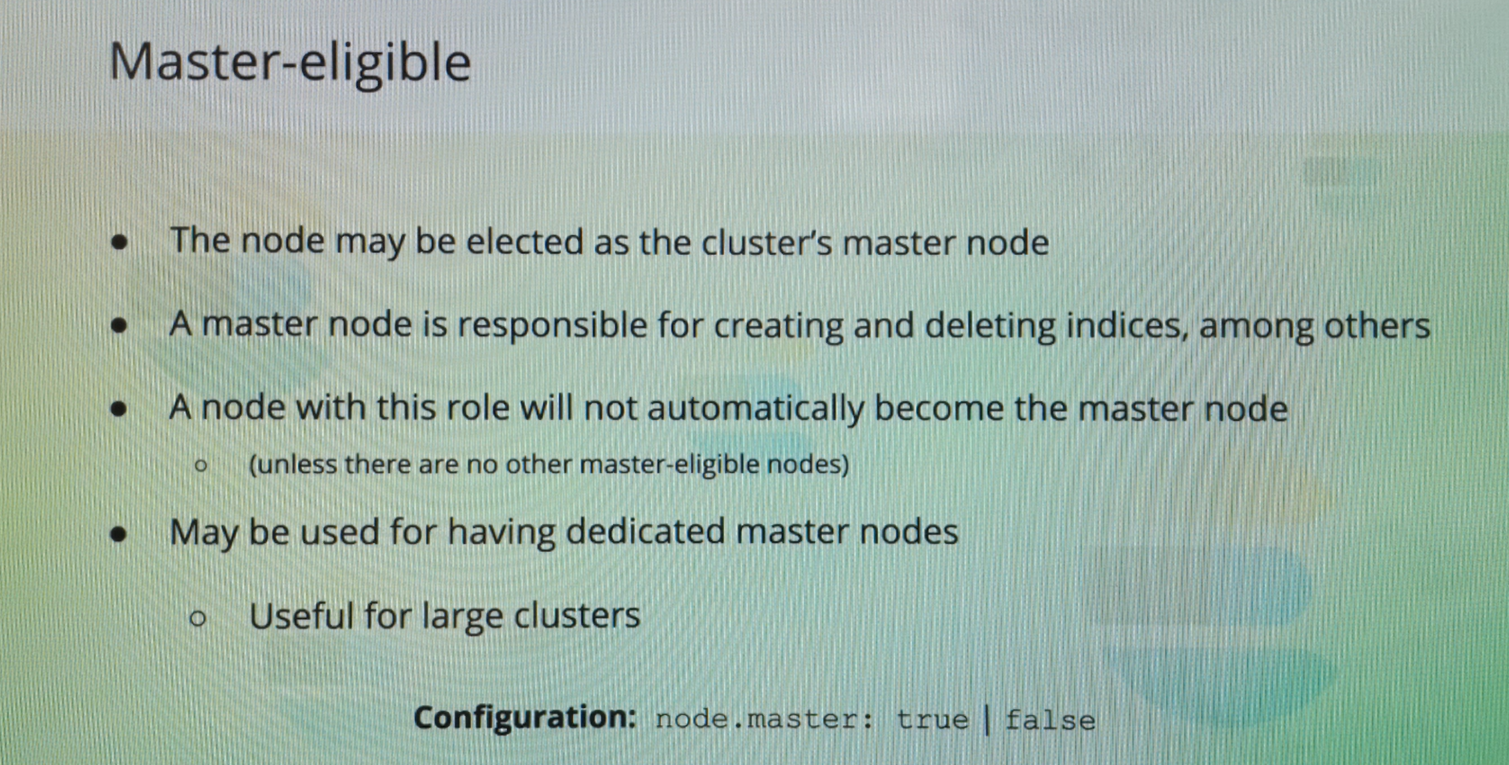 Master-eligible
● The node may be elected as the cluster's master node
● A master node is responsible for creating and deleting indices, among others
● A node with this role will not automatically become the master node
○ (unless there are no other master-eligible nodes)
● May be used for having dedicated master nodes
○ Useful for large clusters
Configuration: node.master: true | false